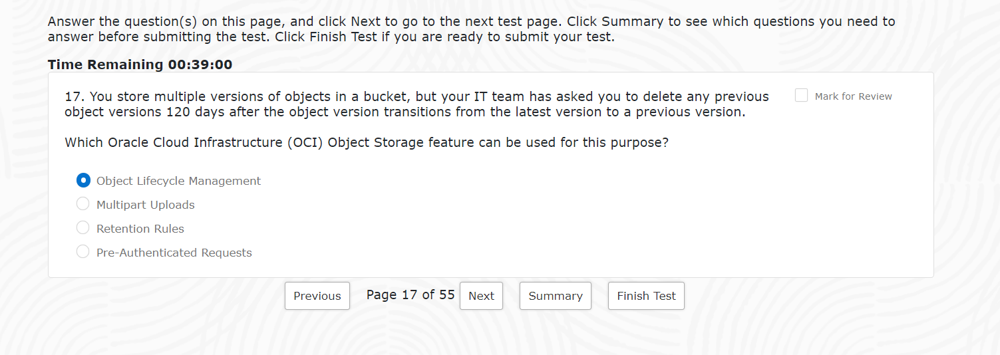 Answer the question(s) on this page, and click Next to go to the next test page. Click Summary to see which questions you need to
answer before submitting the test. Click Finish Test if you are ready to submit your test.
Time Remaining 00:39:00
17. You store multiple versions of objects in a bucket, but your IT team has asked you to delete any previous
object versions 120 days after the object version transitions from the latest version to a previous version.
Mark for Review
Which Oracle Cloud Infrastructure (OCI) Object Storage feature can be used for this purpose?
Object Lifecycle Management
Multipart Uploads
Retention Rules
Pre-Authenticated Requests
Previous Page 17 of 55 Next Summary Finish Test